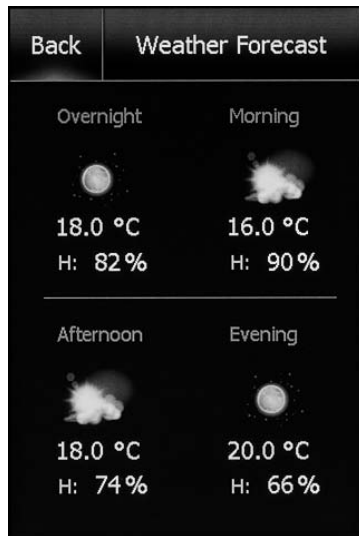 Back Weather Forecast
Overnight Morning
18.0 °C 16.0 °C
H: 82% H: 90%
Afternoon Evening
18.0 °C 20.0 °C
H: 74% H: 66%